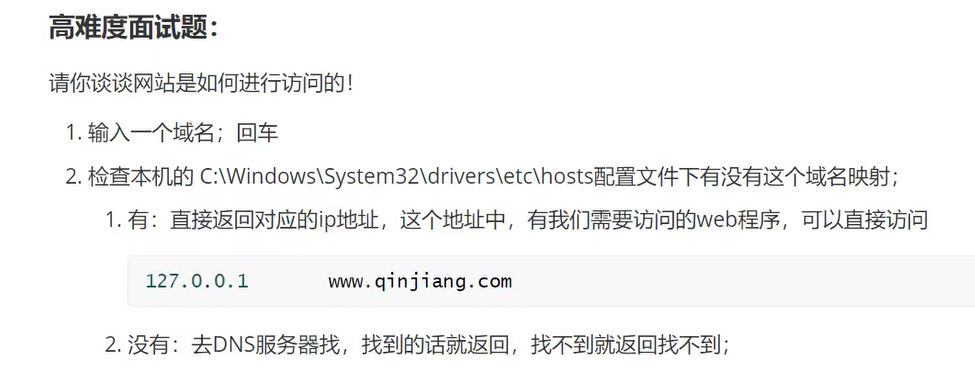 高难度面试题：
请你谈谈网站是如何进行访问的！
1. 输入一个域名；回车
2. 检查本机的 C:\Windows\System32\drivers\etc\hosts配置文件下有没有这个域名映射；
1. 有：直接返回对应的ip地址，这个地址中，有我们需要访问的web程序，可以直接访问
127.0.0.1 www.qinjiang.com
2. 没有：去DNS服务器找，找到的话就返回，找不到就返回找不到；